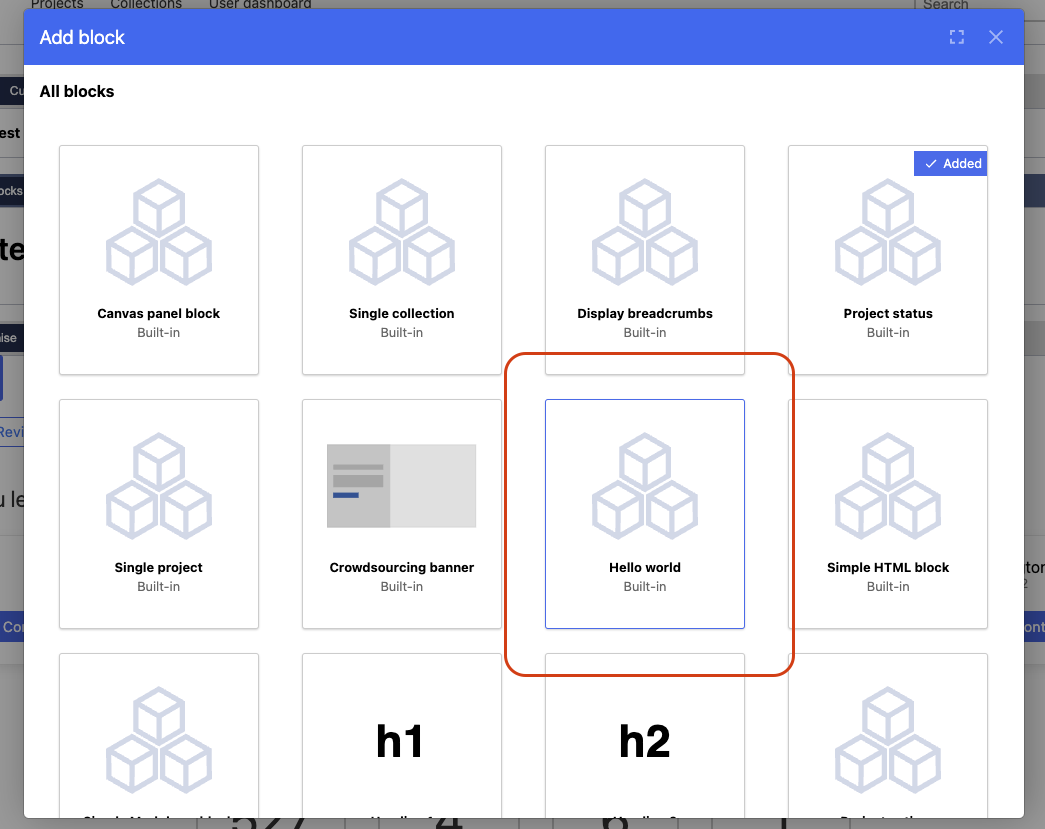 Projects Collections User dashboard Search
Add block
All blocks
Added
Canvas panel block
Built-in
Single collection
Built-in
Display breadcrumbs
Built-in
Project status
Built-in
Single project
Built-in
Crowdsourcing banner
Built-in
Hello world
Built-in
Simple HTML block
Built-in
h1
h2